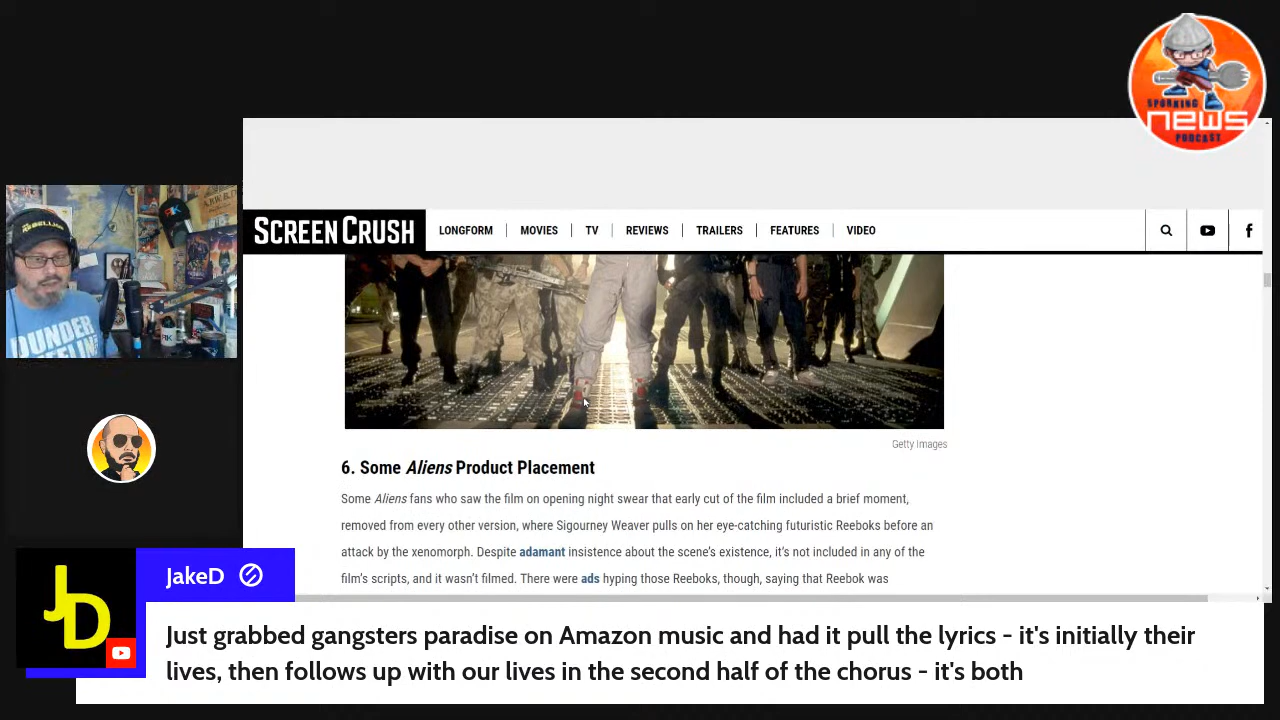 SPORKING
news
PODCAST
SCREENCRUSH
LONGFORM
MOVIES
TV
REVIEWS
TRAILERS
FEATURES
VIDEO
DUNDER
Getty Images
6. Some Aliens Product Placement
Some Aliens fans who saw the film on opening night swear that early cut of the film included a brief moment,
removed from every other version, where Sigourney Weaver pulls on her eye-catching futuristic Reeboks before an
attack by the xenomorph. Despite adamant insistence about the scene's existence, it's not included in any of the
film's scripts, and it wasn't filmed. There were ads hyping those Reeboks, though, saying that Reebok was
JD
JakeD
Just grabbed gangsters paradise on Amazon music and had it pull the lyrics - it's initially their
lives, then follows up with our lives in the second half of the chorus - it's both